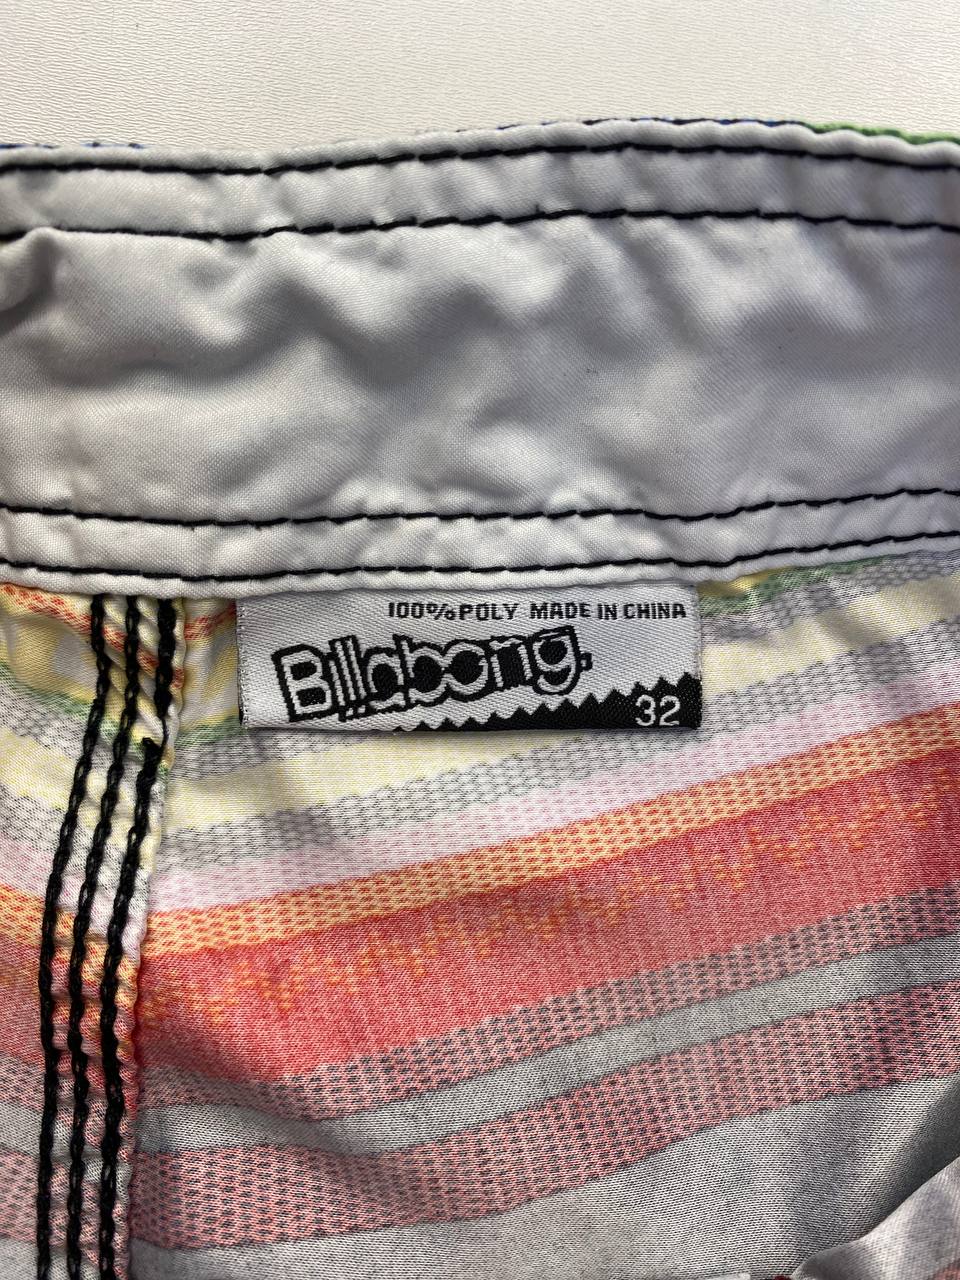 100% POLY MADE IN CHINA
Billabong
32